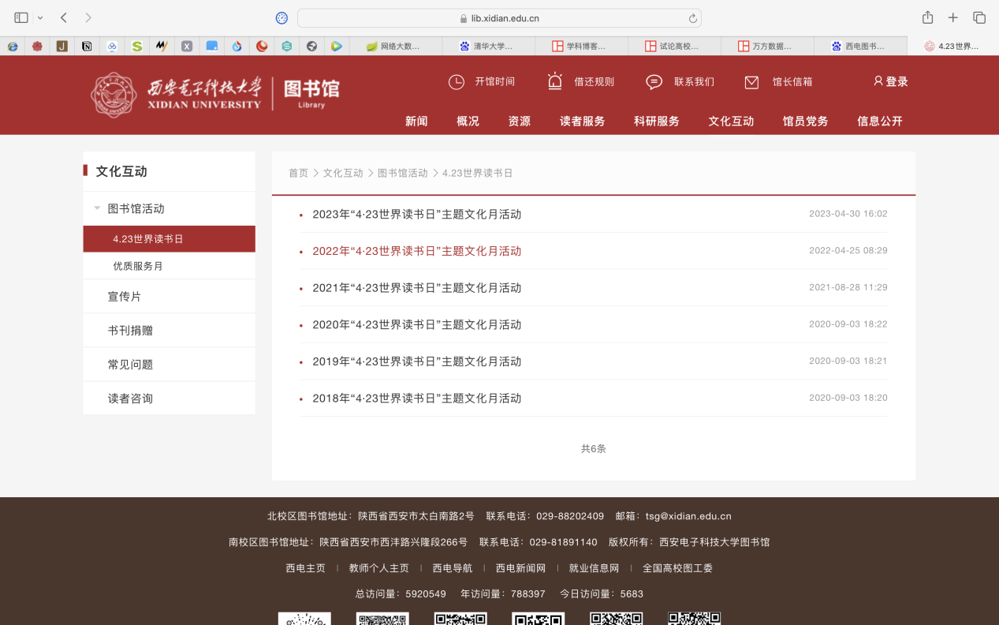 lib.xidian.edu.cn
网络大数...
清华大学...
学科博客...
试论高校...
万方数据...
西电图书...
4.23世界...
西安电子科技大学
XIDIAN UNIVERSITY
图书馆
Library
开馆时间
借还规则
联系我们
馆长信箱
登录
新闻 概况 资源 读者服务 科研服务 文化互动 馆员党务 信息公开
文化互动
图书馆活动
4.23世界读书日
优质服务月
宣传片
书刊捐赠
常见问题
读者咨询
首页 > 文化互动 > 图书馆活动 > 4.23世界读书日
2023年“4·23世界读书日”主题文化月活动 2023-04-30 16:02
2022年“4·23世界读书日”主题文化月活动 2022-04-25 08:29
2021年“4·23世界读书日”主题文化月活动 2021-08-28 11:29
2020年“4·23世界读书日”主题文化月活动 2020-09-03 18:22
2019年“4·23世界读书日”主题文化月活动 2020-09-03 18:21
2018年“4·23世界读书日”主题文化月活动 2020-09-03 18:20
共6条
北校区图书馆地址：陕西省西安市太白南路2号 联系电话：029-88202409 邮箱：tsg@xidian.edu.cn
南校区图书馆地址：陕西省西安市西沣路兴隆段266号 联系电话：029-81891140 版权所有：西安电子科技大学图书馆
西电主页 | 教师个人主页 | 西电导航 | 西电新闻网 | 就业信息网 | 全国高校图工委
总访问量：5920549 年访问量：788397 今日访问量：5683